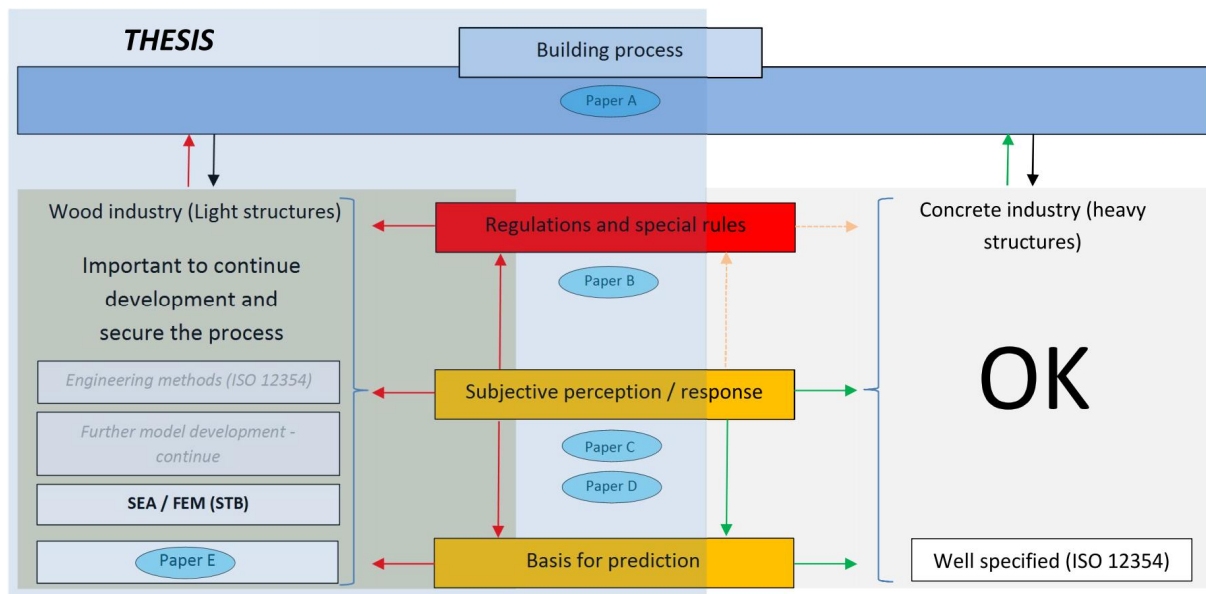 THESIS
Building process
Paper A
Wood industry (Light structures)
Important to continue
development and
secure the process
Engineering methods (ISO 12354)
Further model development -
continue
SEA / FEM (STB)
Paper E
Regulations and special rules
Paper B
Subjective perception / response
Paper C
Paper D
Basis for prediction
Concrete industry (heavy
structures)
OK
Well specified (ISO 12354)